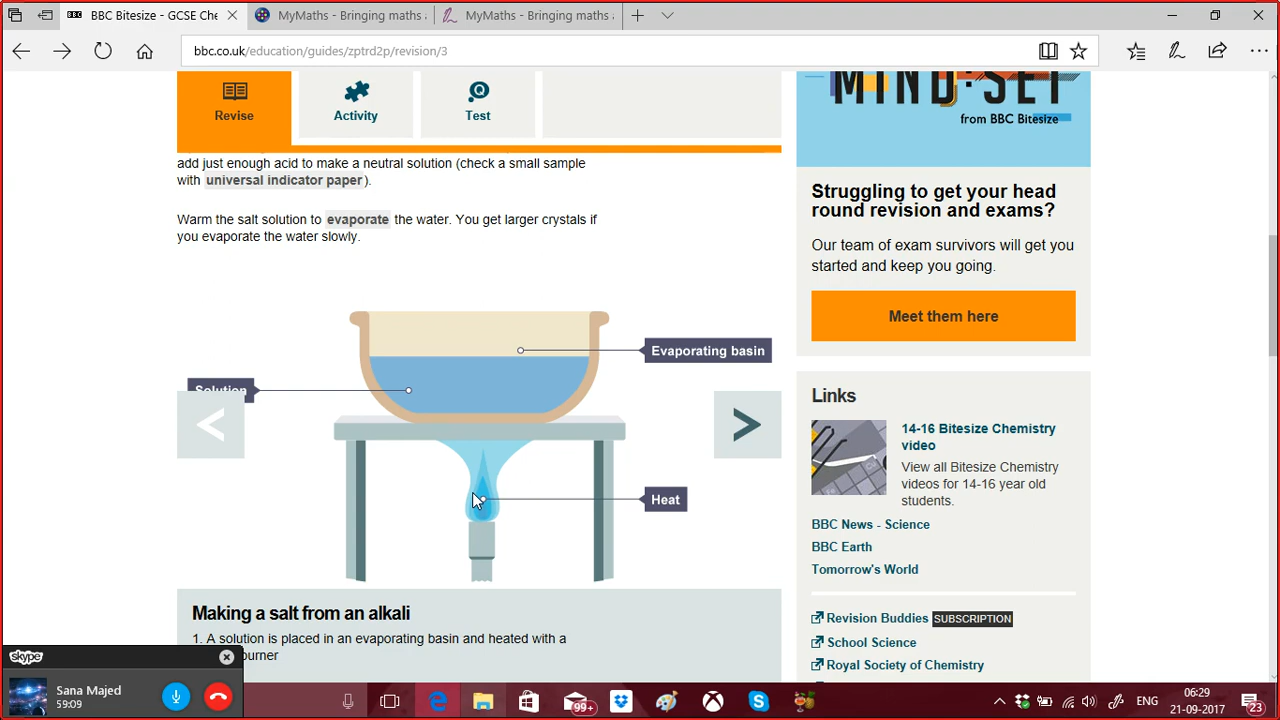 BBC Bitesize - GCSE Che
MyMaths - Bringing maths a
MyMaths - Bringing maths a
bbc.co.uk/education/guides/zptrd2p/revision/3
Revise
Activity
Test
add just enough acid to make a neutral solution (check a small sample
with universal indicator paper).
Warm the salt solution to evaporate the water. You get larger crystals if
you evaporate the water slowly.
Evaporating basin
Solution
Heat
Making a salt from an alkali
1. A solution is placed in an evaporating basin and heated with a
urner
MIND·SET
from BBC Bitesize
Struggling to get your head
round revision and exams?
Our team of exam survivors will get you
started and keep you going.
Meet them here
Links
14-16 Bitesize Chemistry
video
View all Bitesize Chemistry
videos for 14-16 year old
students.
BBC News - Science
BBC Earth
Tomorrow's World
Revision Buddies SUBSCRIPTION
School Science
Royal Society of Chemistry
skype
Sana Majed
59:09
99+
ENG
06:29
21-09-2017
23